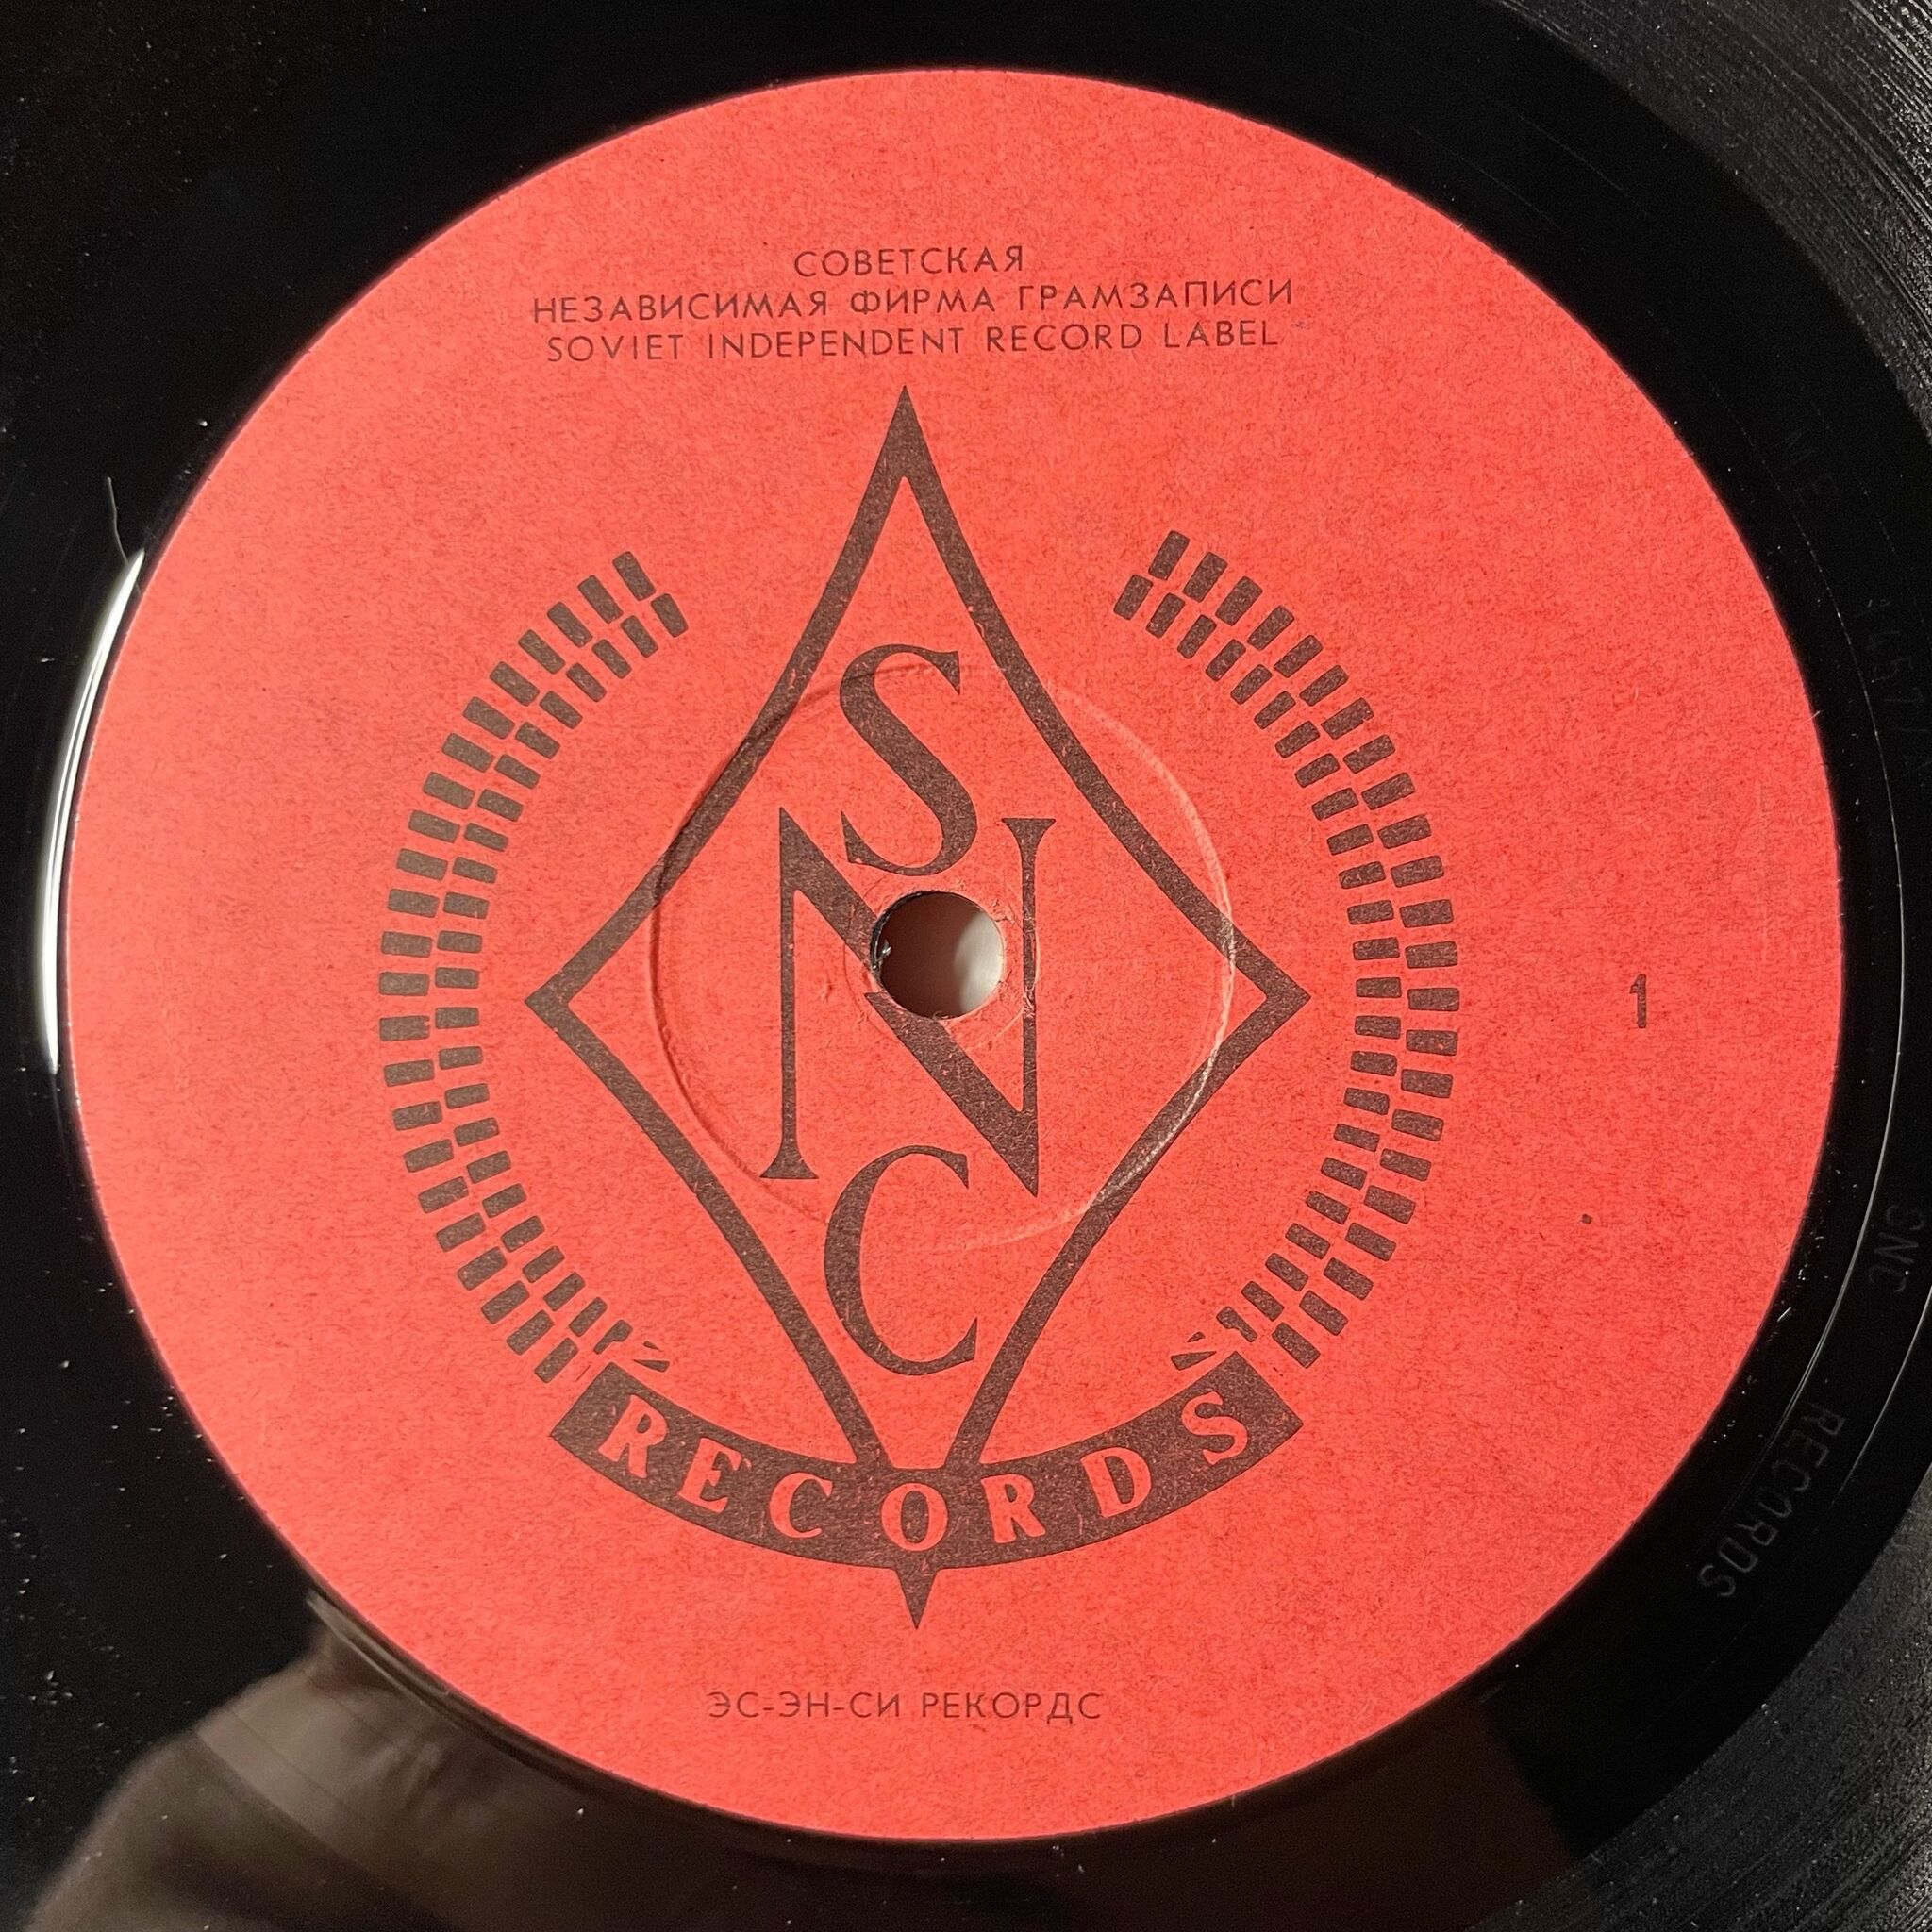 СОВЕТСКАЯ
НЕЗАВИСИМАЯ ФИРМА ГРАМЗАПИСИ
SOVIET INDEPENDENT RECORD LABEL
S
N
C
1
RECORDS
ЭС-ЭН-СИ РЕКОРДС
SNC RECORDS